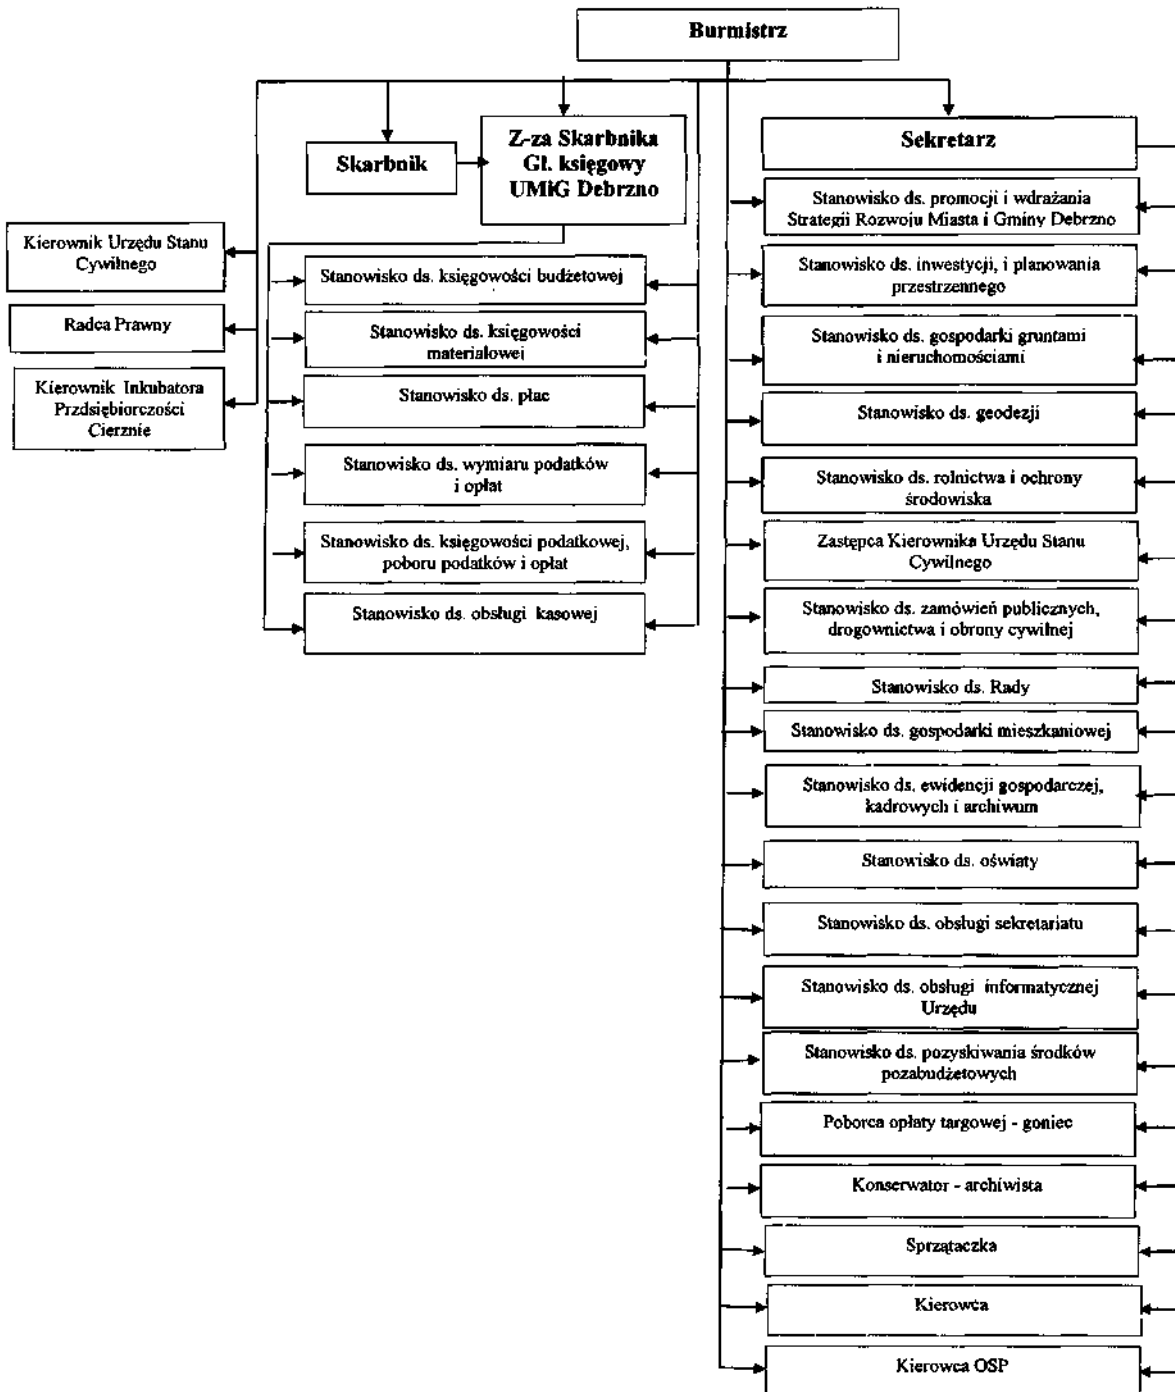 Burmistrz
Skarbnik
Z-za Skarbnika
Gł. księgowy
UMiG Debrzno
Sekretarz
Kierownik Urzędu Stanu
Cywilnego
Radca Prawny
Kierownik Inkubatora
Przdsiębiorczości
Cierznie
Stanowisko ds. księgowości budżetowej
Stanowisko ds. księgowości
materiałowej
Stanowisko ds. płac
Stanowisko ds. wymiaru podatków
i opłat
Stanowisko ds. księgowości podatkowej,
poboru podatków i opłat
Stanowisko ds. obsługi kasowej
Stanowisko ds. promocji i wdrażania
Strategii Rozwoju Miasta i Gminy Debrzno
Stanowisko ds. inwestycji, i planowania
przestrzennego
Stanowisko ds. gospodarki gruntami
i nieruchomościami
Stanowisko ds. geodezji
Stanowisko ds. rolnictwa i ochrony
środowiska
Zastępca Kierownika Urzędu Stanu
Cywilnego
Stanowisko ds. zamówień publicznych,
drogownictwa i obrony cywilnej
Stanowisko ds. Rady
Stanowisko ds. gospodarki mieszkaniowej
Stanowisko ds. ewidencji gospodarczej,
kadrowych i archiwum
Stanowisko ds. oświaty
Stanowisko ds. obsługi sekretariatu
Stanowisko ds. obsługi informatycznej
Urzędu
Stanowisko ds. pozyskiwania środków
pozabudżetowych
Poborca opłaty targowej - goniec
Konserwator - archiwista
Sprzątaczka
Kierowca
Kierowca OSP